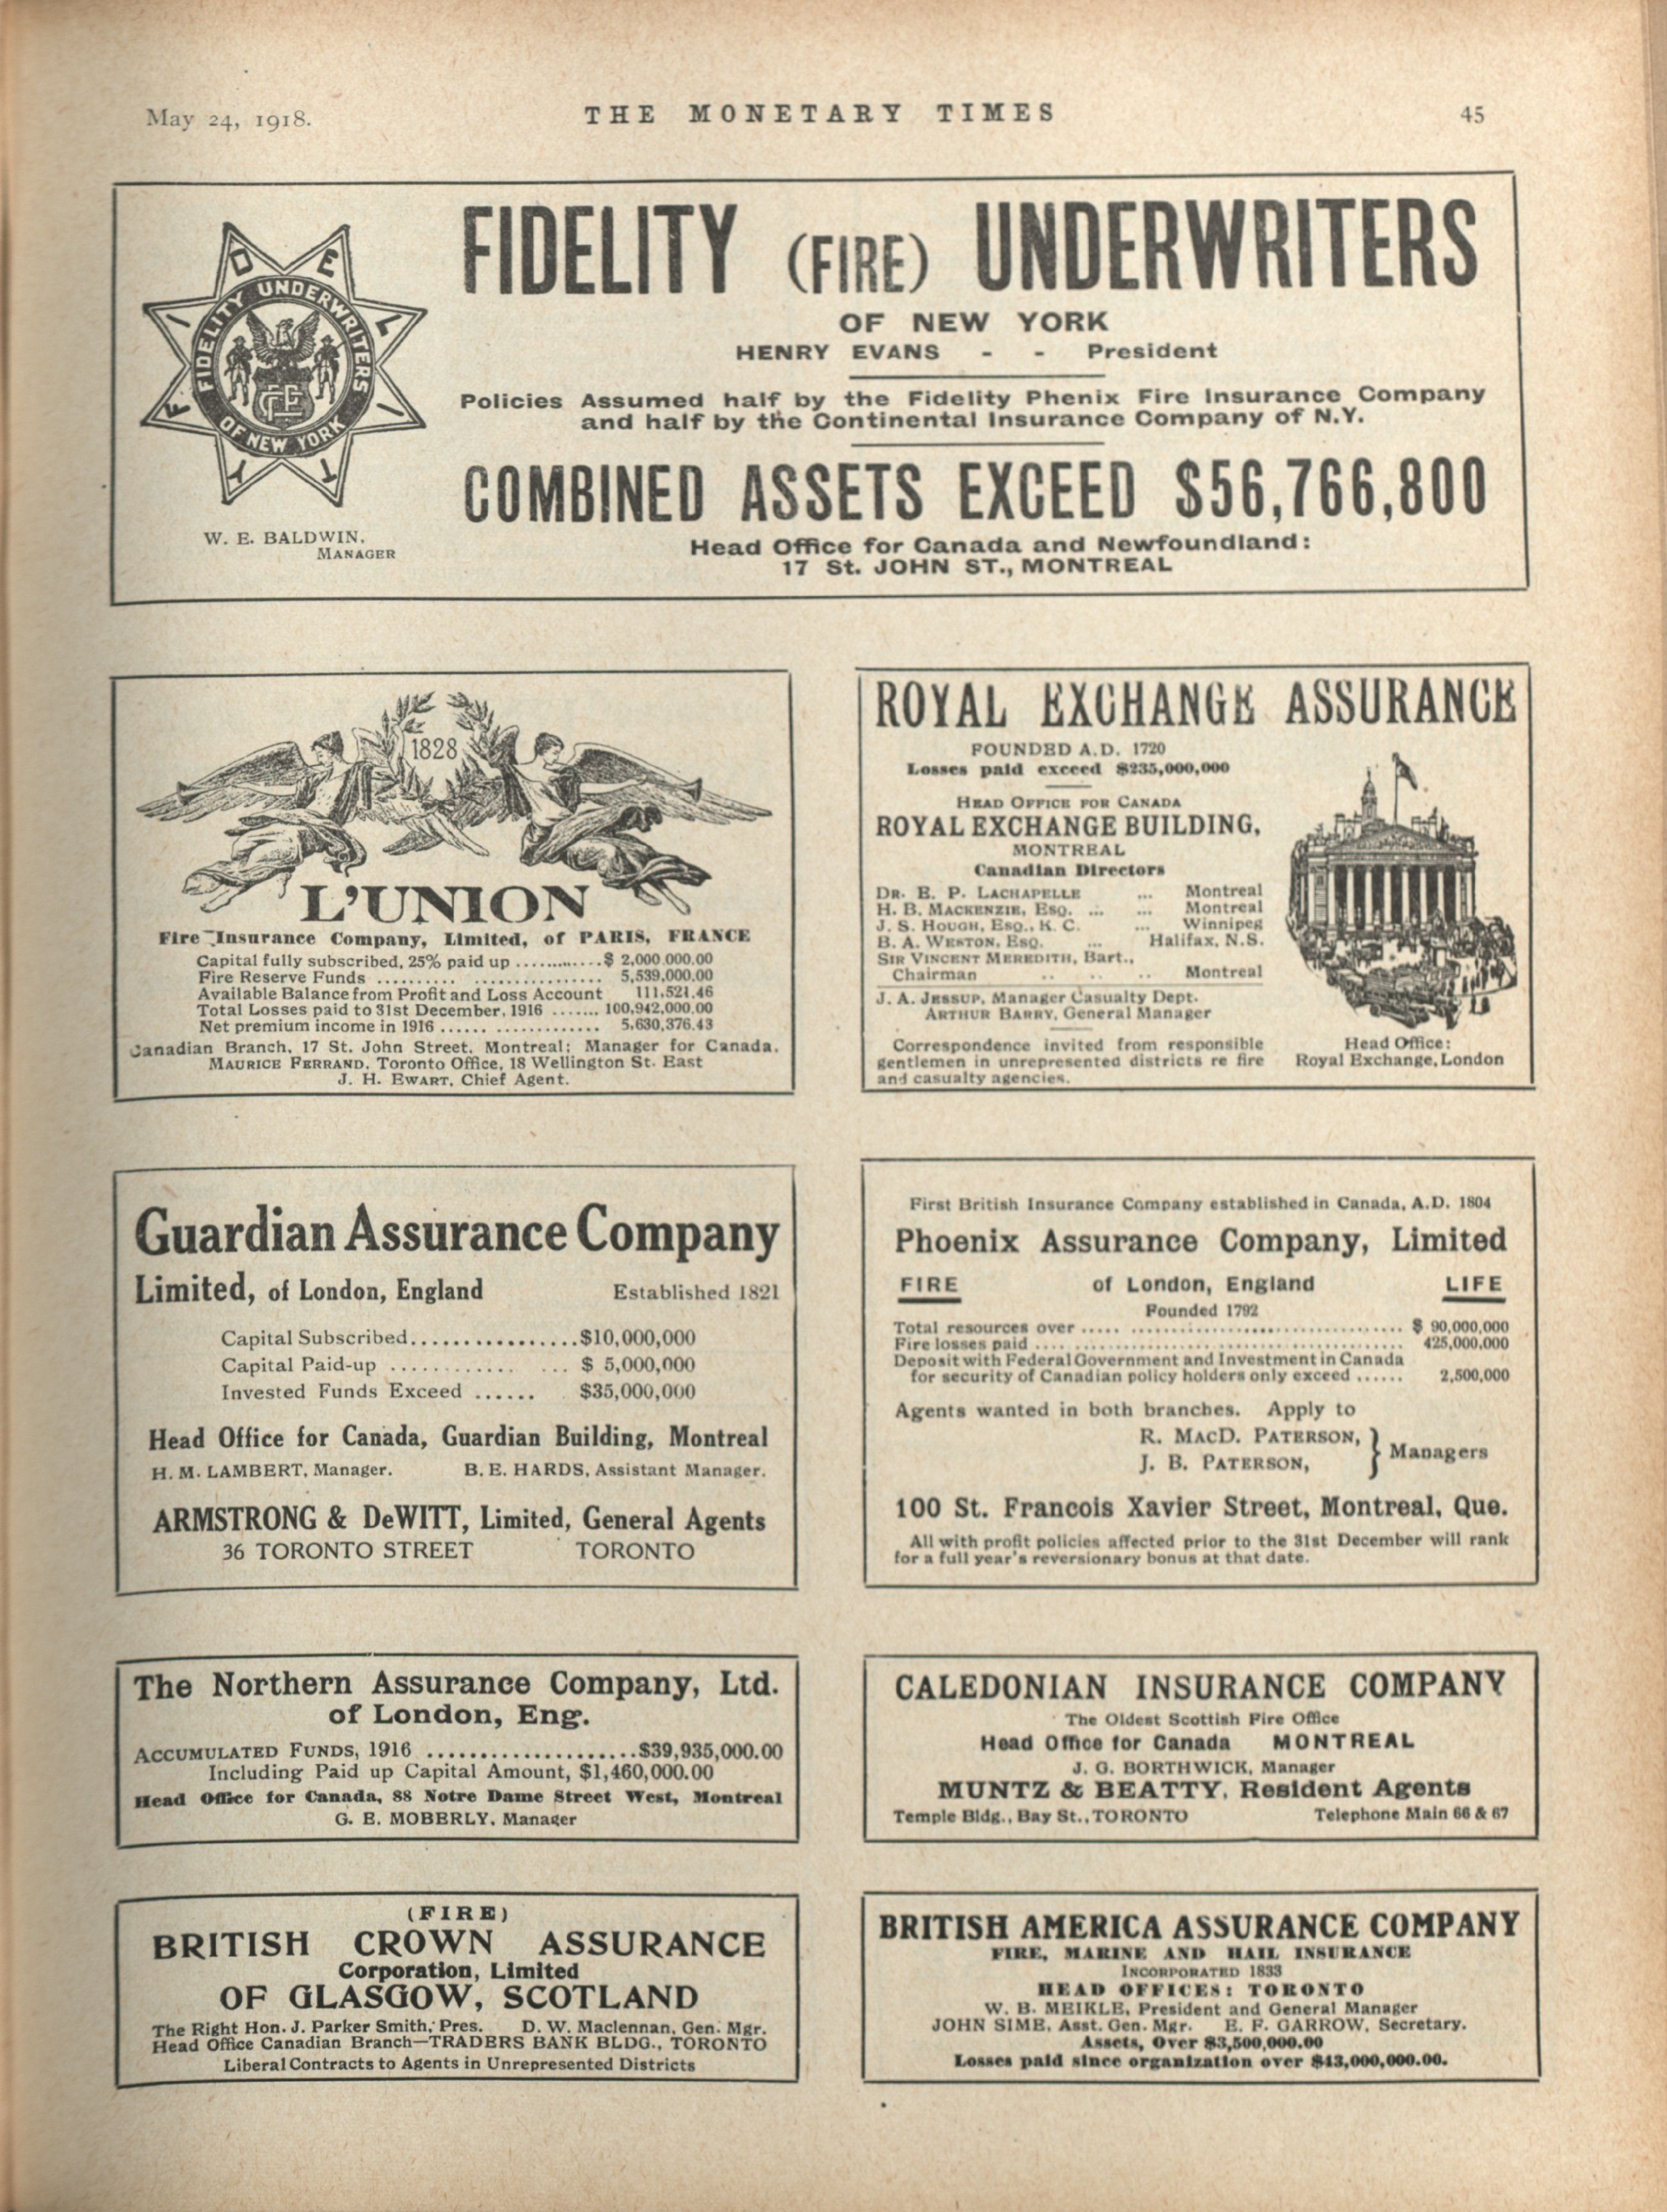 May 24, 1918.
THE MONETARY TIMES
45
FIDELITY UNDERWRITERS
OF NEW YORK
FIDELITY
W. E. BALDWIN,
MANAGER
FIDELITY (FIRE) UNDERWRITERS
OF NEW YORK
HENRY EVANS - - President
Policies Assumed half by the Fidelity Phenix Fire Insurance Company
and half by the Continental Insurance Company of N.Y.
COMBINED ASSETS EXCEED $56,766,800
Head Office for Canada and Newfoundland:
17 St. JOHN ST., MONTREAL
1828
L'UNION
Fire Insurance Company, Limited, of PARIS, FRANCE
Capital fully subscribed, 25% paid up ............ $ 2,000.000.00
Fire Reserve Funds .......... ............... 5,539,000.00
Available Balance from Profit and Loss Account 111,521.46
Total Losses paid to 31st December, 1916 ....... 100,942,000.00
Net premium income in 1916 ...... ............. 5,630,376.43
Canadian Branch, 17 St. John Street, Montreal; Manager for Canada,
MAURICE FERRAND. Toronto Office, 18 Wellington St. East
J. H. EWART, Chief Agent.
ROYAL EXCHANGE ASSURANCE
FOUNDED A.D. 1720
Losses paid exceed $235,000,000
HEAD OFFICE FOR CANADA
ROYAL EXCHANGE BUILDING,
MONTREAL
Canadian Directors
DR. E. P. LACHAPELLE ... Montreal
H. B. MACKENZIE, ESQ. ... ... Montreal
J. S. HOUGH, ESQ., K. C. ... Winnipeg
B. A. WESTON, ESQ. ... Halifax, N.S.
SIR VINCENT MEREDITH, Bart.,
Chairman .. .. .. Montreal
J. A. JESSUP, Manager Casualty Dept.
ARTHUR BARRY, General Manager
Correspondence invited from responsible
gentlemen in unrepresented districts re fire
and casualty agencies.
Head Office:
Royal Exchange, London
Guardian Assurance Company
Limited, of London, England Established 1821
Capital Subscribed................$10,000,000
Capital Paid-up ............ ... $ 5,000,000
Invested Funds Exceed ...... $35,000,000
Head Office for Canada, Guardian Building, Montreal
H. M. LAMBERT, Manager. B. E. HARDS, Assistant Manager.
ARMSTRONG & DeWITT, Limited, General Agents
36 TORONTO STREET TORONTO
First British Insurance Company established in Canada, A.D. 1804
Phoenix Assurance Company, Limited
FIRE of London, England LIFE
Founded 1792
Total resources over ..... ................................. $ 90,000,000
Fire losses paid .... ........................................ 425,000,000
Deposit with Federal Government and Investment in Canada
for security of Canadian policy holders only exceed ...... 2,500,000
Agents wanted in both branches. Apply to
R. MACD. PATERSON,
J. B. PATERSON, } Managers
100 St. Francois Xavier Street, Montreal, Que.
All with profit policies affected prior to the 31st December will rank
for a full year's reversionary bonus at that date.
The Northern Assurance Company, Ltd.
of London, Eng.
ACCUMULATED FUNDS, 1916 .....................$39,935,000.00
Including Paid up Capital Amount, $1,460,000.00
Head Office for Canada, 88 Notre Dame Street West, Montreal
G. E. MOBERLY, Manager
CALEDONIAN INSURANCE COMPANY
The Oldest Scottish Fire Office
Head Office for Canada MONTREAL
J. G. BORTHWICK, Manager
MUNTZ & BEATTY, Resident Agents
Temple Bldg., Bay St., TORONTO Telephone Main 66 & 67
(FIRE)
BRITISH CROWN ASSURANCE
Corporation, Limited
OF GLASGOW, SCOTLAND
The Right Hon. J. Parker Smith, Pres. D. W. Maclennan, Gen. Mgr.
Head Office Canadian Branch—TRADERS BANK BLDG., TORONTO
Liberal Contracts to Agents in Unrepresented Districts
BRITISH AMERICA ASSURANCE COMPANY
FIRE, MARINE AND HAIL INSURANCE
INCORPORATED 1833
HEAD OFFICES: TORONTO
W. B. MEIKLE, President and General Manager
JOHN SIME, Asst. Gen. Mgr. E. F. GARROW, Secretary.
Assets, Over $3,500,000.00
Losses paid since organization over $43,000,000.00.